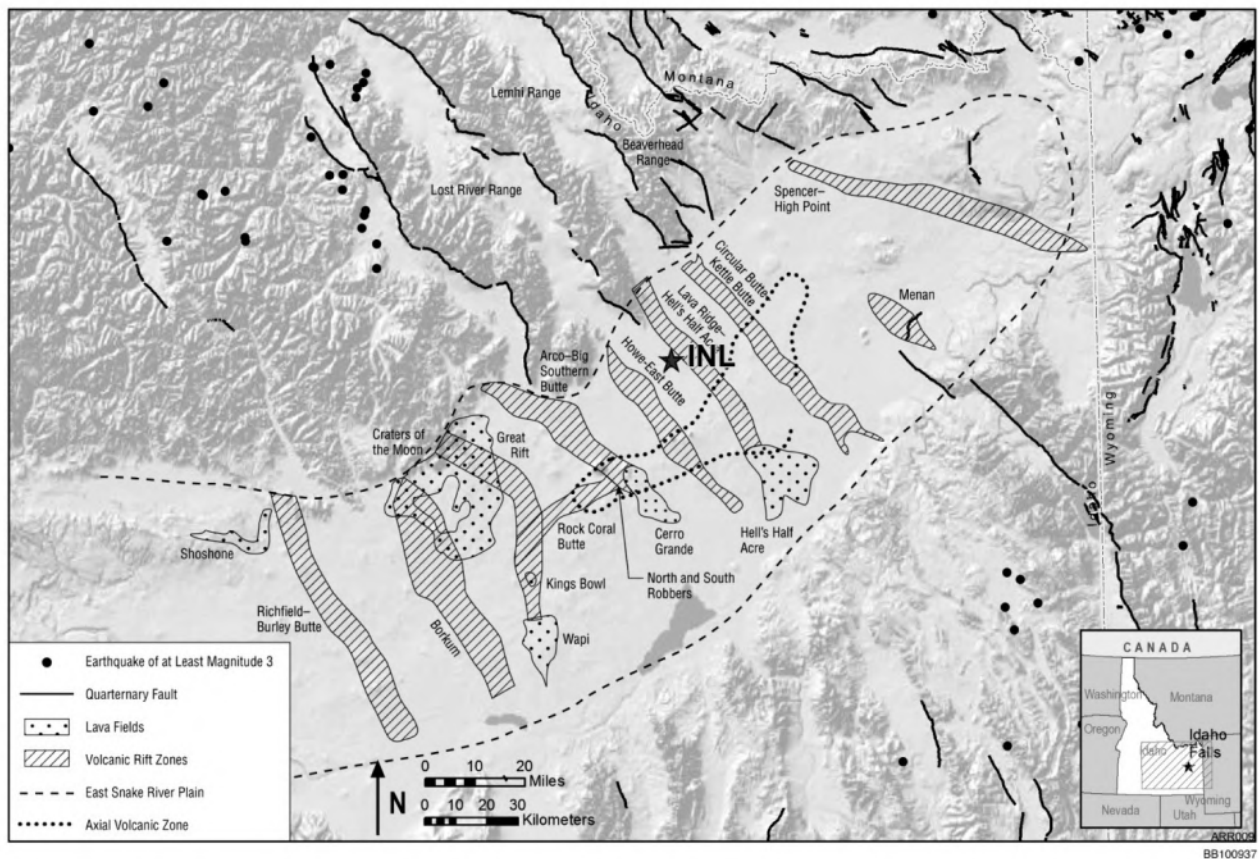 Montana
Idaho
Lemhi Range
Beaverhead
Range
Lost River Range
Spencer–
High Point
Circular Butte–
Kettle Butte
Lava Ridge–
Hell's Half Ac
Menan
INL
Howe–East Butte
Arco–Big
Southern
Butte
Wyoming
Idaho
Craters of
the Moon
Great
Rift
Shoshone
Rock Coral
Butte
Cerro
Grande
Hell's Half
Acre
North and South
Robbers
Kings Bowl
Richfield–
Burley Butte
Borkum
Wapi
Earthquake of at Least Magnitude 3
Quarternary Fault
Lava Fields
Volcanic Rift Zones
East Snake River Plain
Axial Volcanic Zone
N
0 10 20
Miles
0 10 20 30
Kilometers
CANADA
Washington
Montana
Oregon
Idaho
Idaho
Falls
Wyoming
Nevada
Utah
ARR009
BB100937